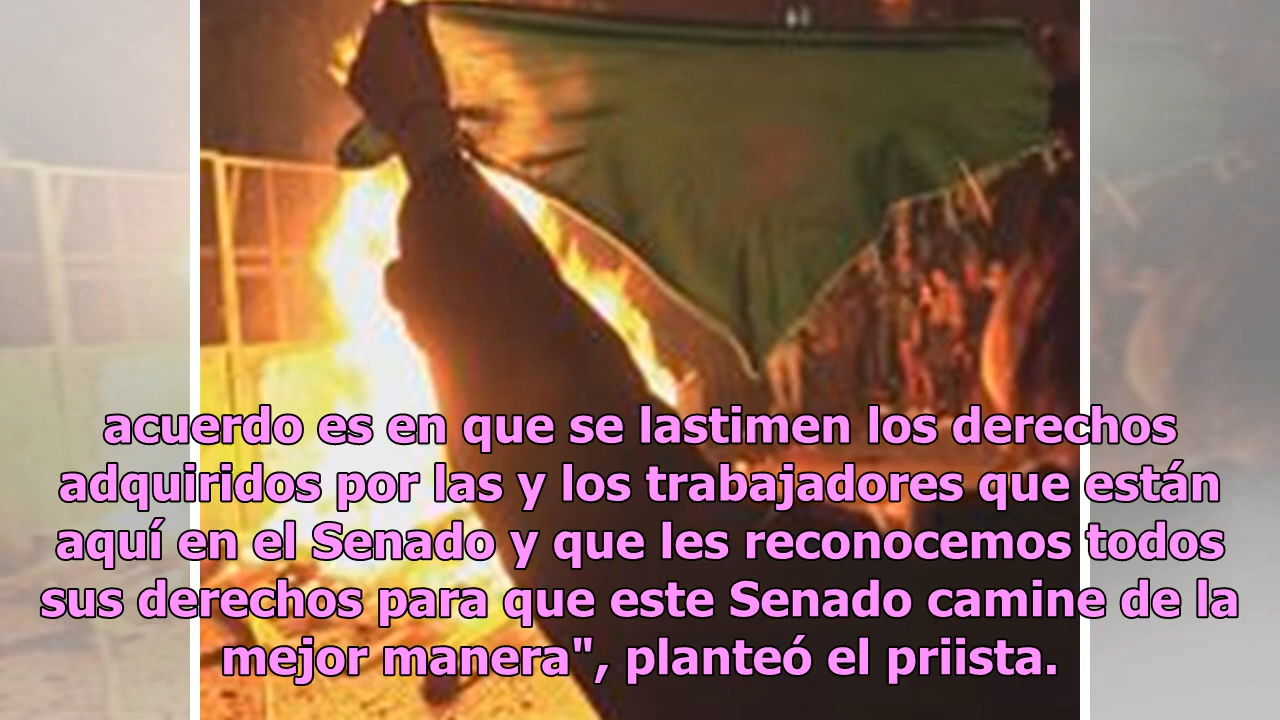 acuerdo es en que se lastimen los derechos
adquiridos por las y los trabajadores que están
aquí en el Senado y que les reconocemos todos
sus derechos para que este Senado camine de la
mejor manera", planteó el priista.